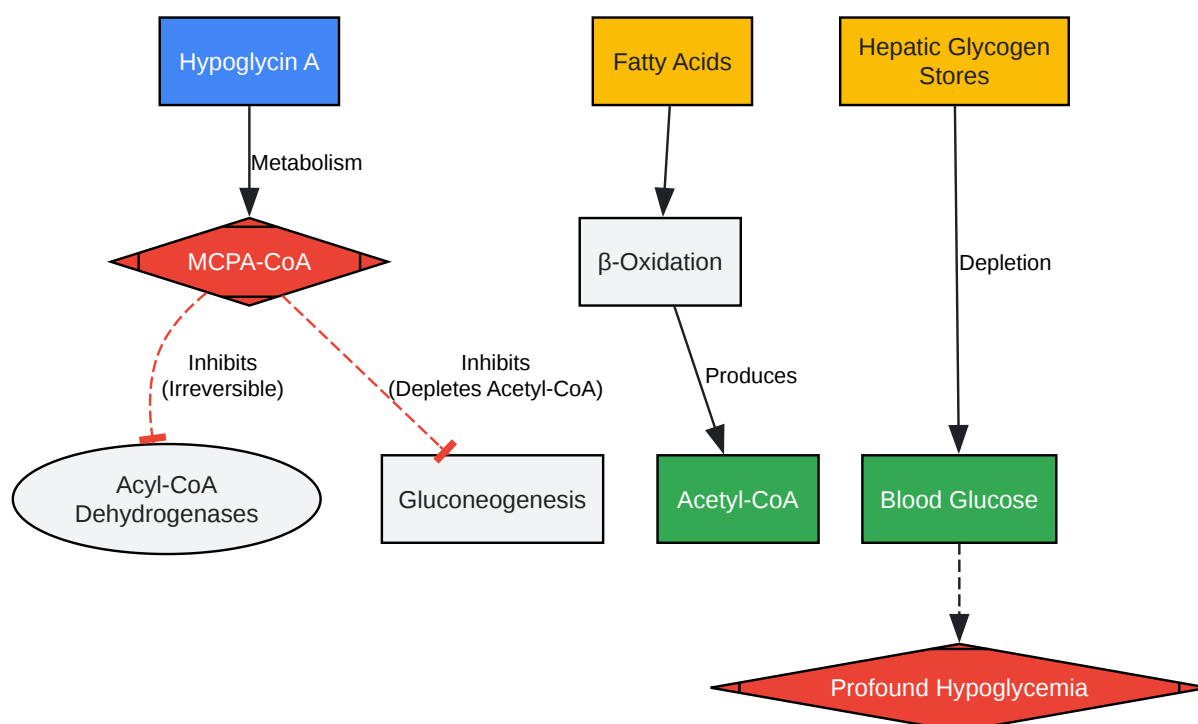 Hypoglycin A
Fatty Acids
Hepatic Glycogen
Stores
Metabolism
MCPA-CoA
β-Oxidation
Depletion
Inhibits
(Irreversible)
Inhibits
(Depletes Acetyl-CoA)
Produces
Acyl-CoA
Dehydrogenases
Gluconeogenesis
Acetyl-CoA
Blood Glucose
Profound Hypoglycemia